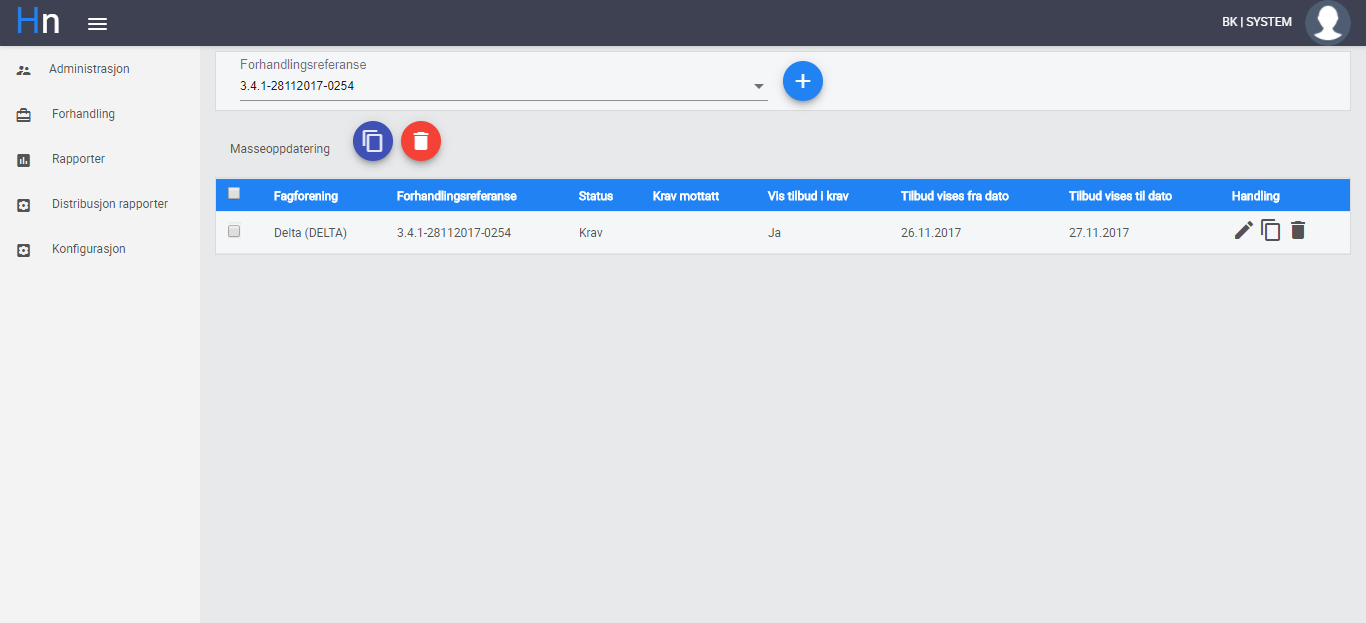 Hn
BK | SYSTEM
Administrasjon
Forhandling
Rapporter
Distribusjon rapporter
Konfigurasjon
Forhandlingsreferanse
3.4.1-28112017-0254
Masseoppdatering
Fagforening Forhandlingsreferanse Status Krav mottatt Vis tilbud i krav Tilbud vises fra dato Tilbud vises til dato Handling
Delta (DELTA) 3.4.1-28112017-0254 Krav Ja 26.11.2017 27.11.2017